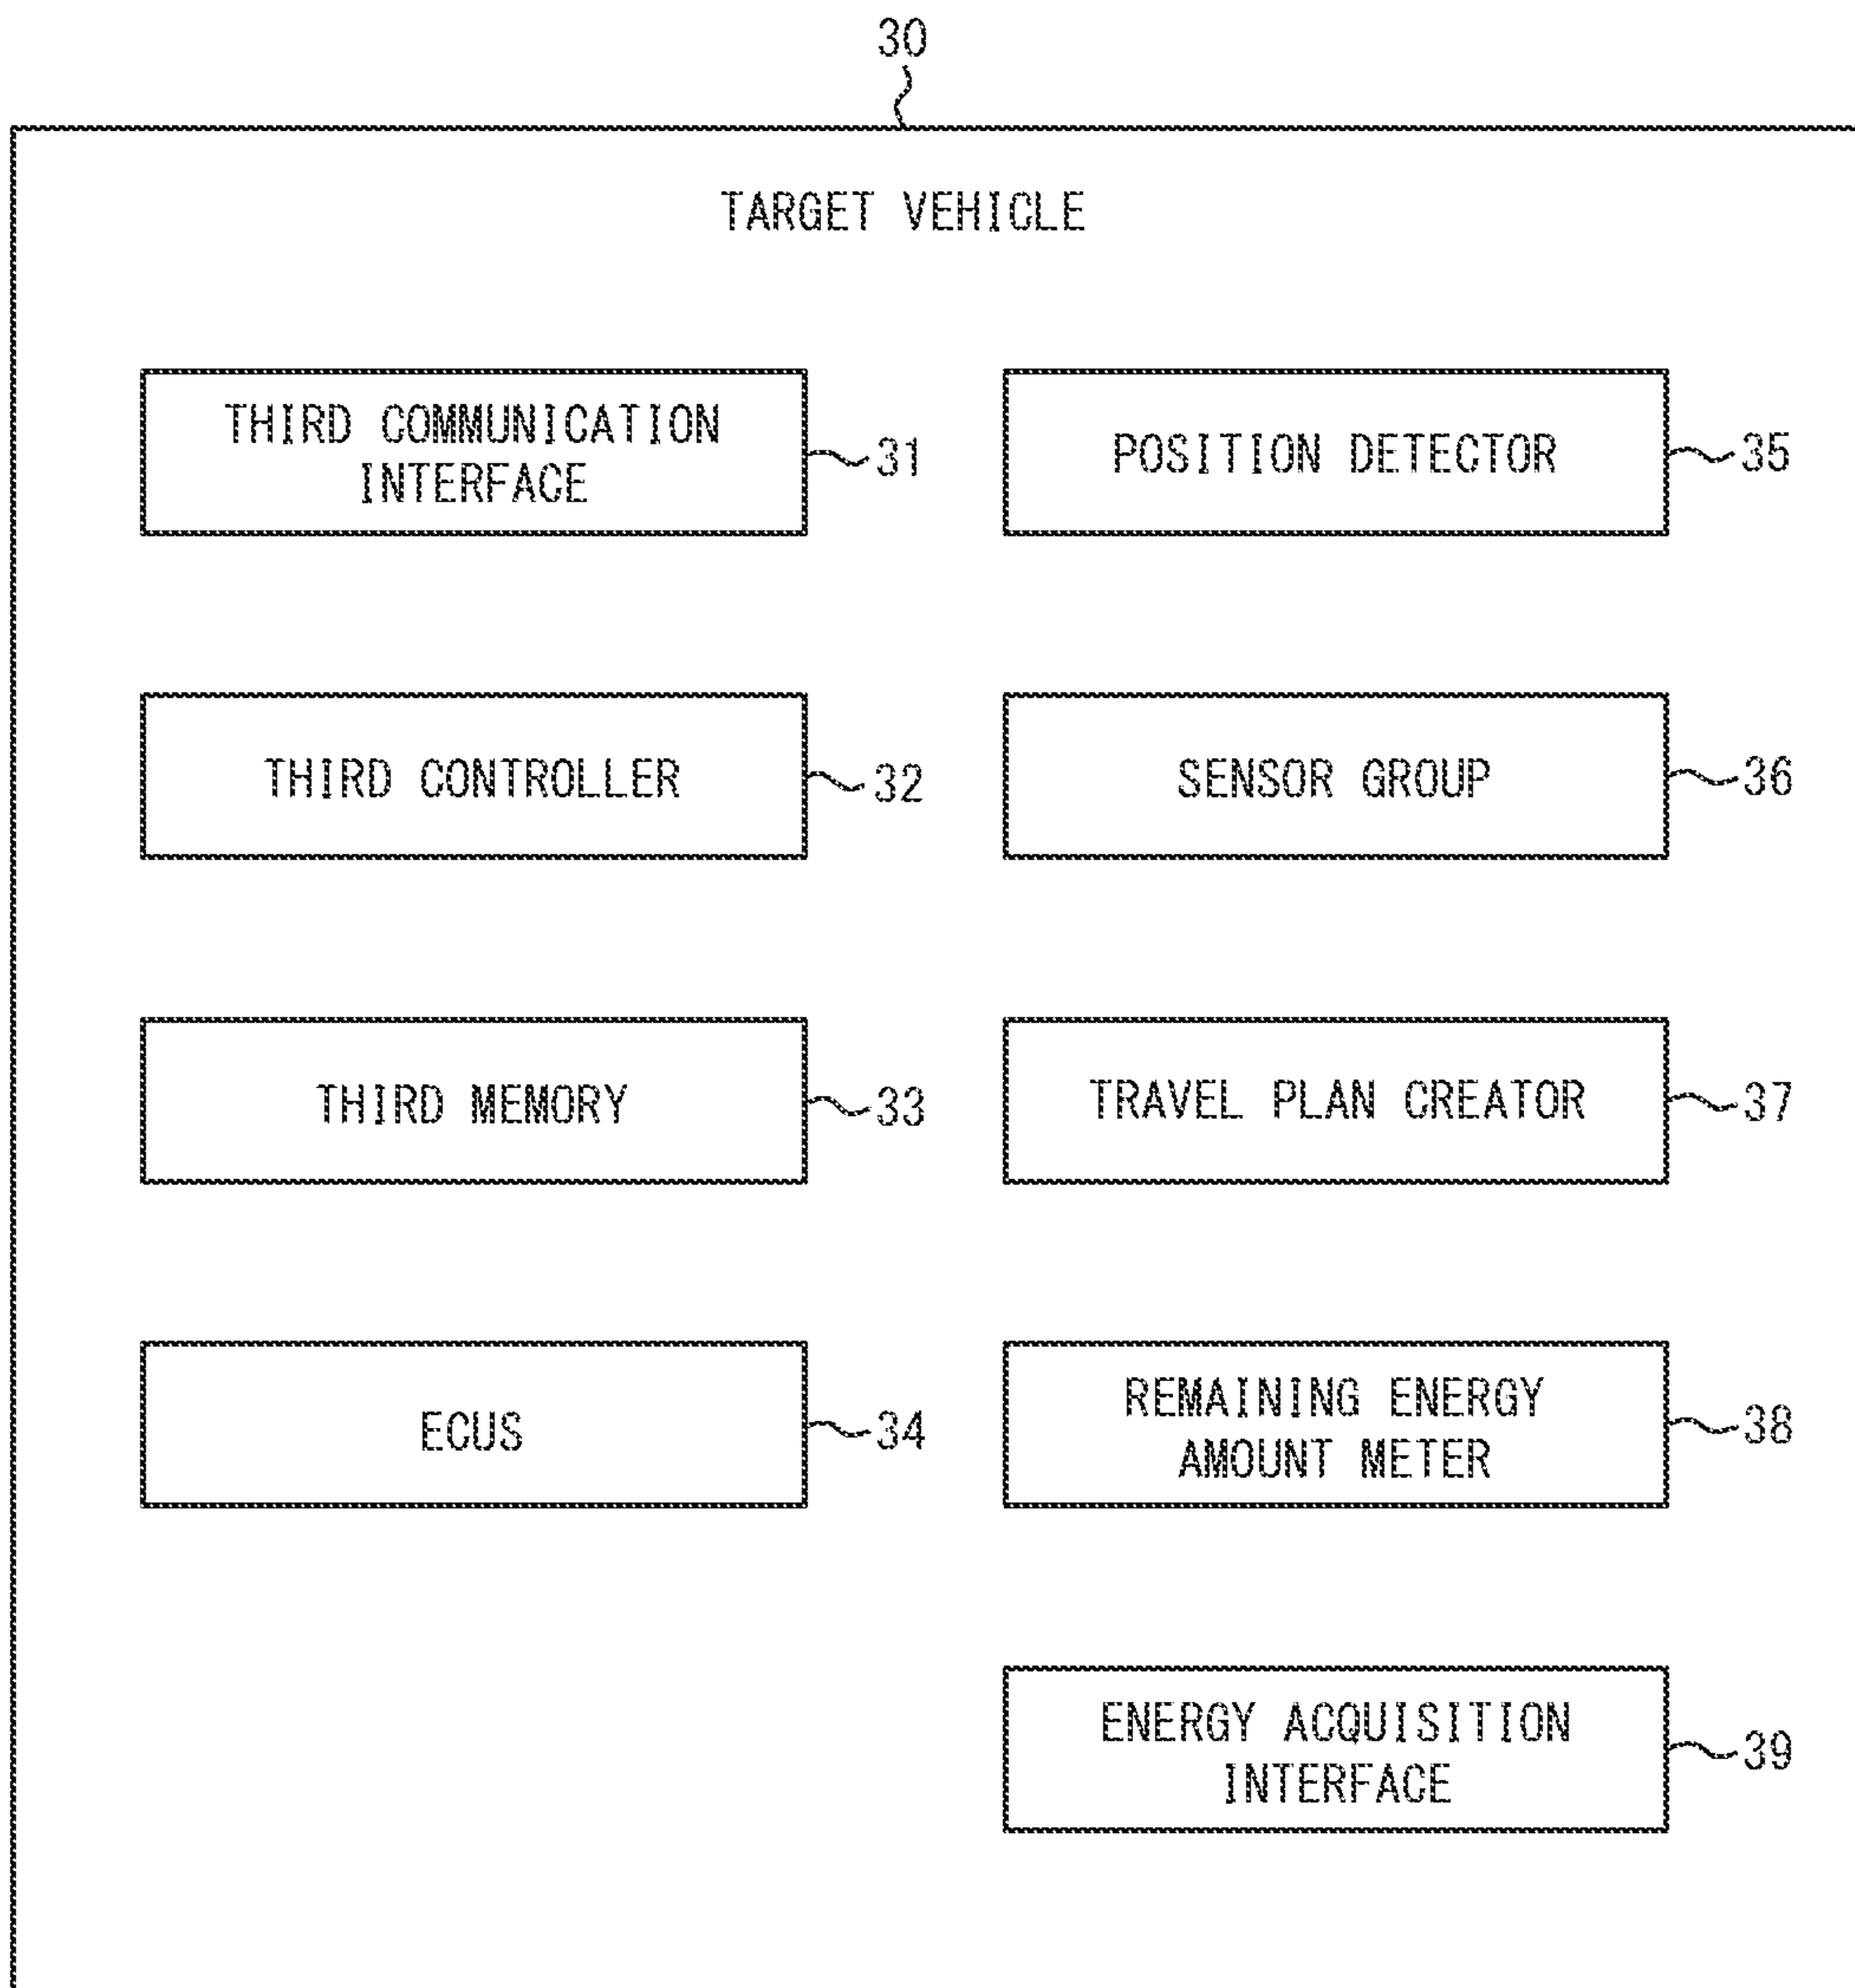 30
TARGET VEHICLE
THIRD COMMUNICATION
INTERFACE
31
POSITION DETECTOR
35
THIRD CONTROLLER
32
SENSOR GROUP
36
THIRD MEMORY
33
TRAVEL PLAN CREATOR
37
ECUS
34
REMAINING ENERGY
AMOUNT METER
38
ENERGY ACQUISITION
INTERFACE
39